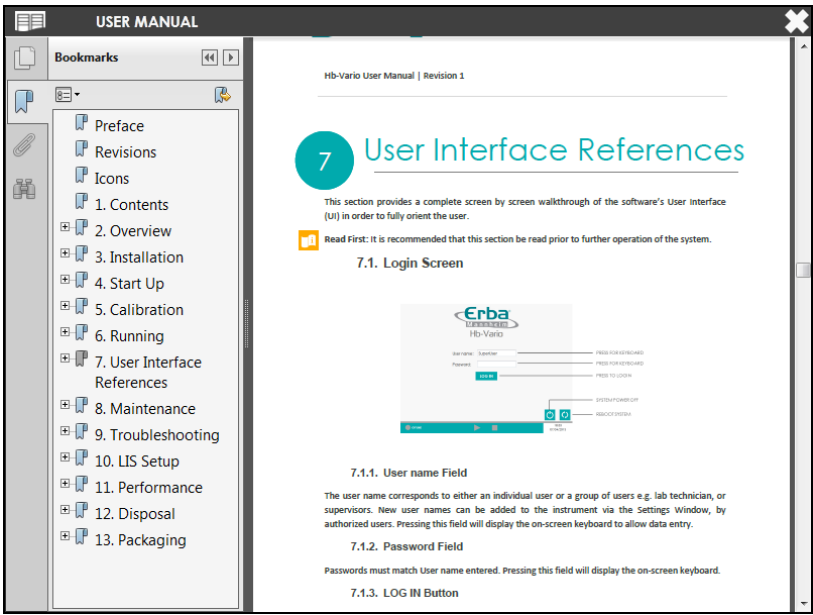 USER MANUAL
Bookmarks
Preface
Revisions
Icons
1. Contents
2. Overview
3. Installation
4. Start Up
5. Calibration
6. Running
7. User Interface
References
8. Maintenance
9. Troubleshooting
10. LIS Setup
11. Performance
12. Disposal
13. Packaging
Hb-Vario User Manual | Revision 1
7 User Interface References
This section provides a complete screen by screen walkthrough of the software's User Interface
(UI) in order to fully orient the user.
Read First: It is recommended that this section be read prior to further operation of the system.
7.1. Login Screen
Erba
Mannheim
Hb-Vario
User name: Supervisor
PRESS FOR KEYBOARD
Password:
PRESS FOR KEYBOARD
LOG IN
PRESS TO LOGIN
SYSTEM POWER OFF
REBOOT SYSTEM
7.1.1. User name Field
The user name corresponds to either an individual user or a group of users e.g. lab technician, or
supervisors. New user names can be added to the instrument via the Settings Window, by
authorized users. Pressing this field will display the on-screen keyboard to allow data entry.
7.1.2. Password Field
Passwords must match User name entered. Pressing this field will display the on-screen keyboard.
7.1.3. LOG IN Button